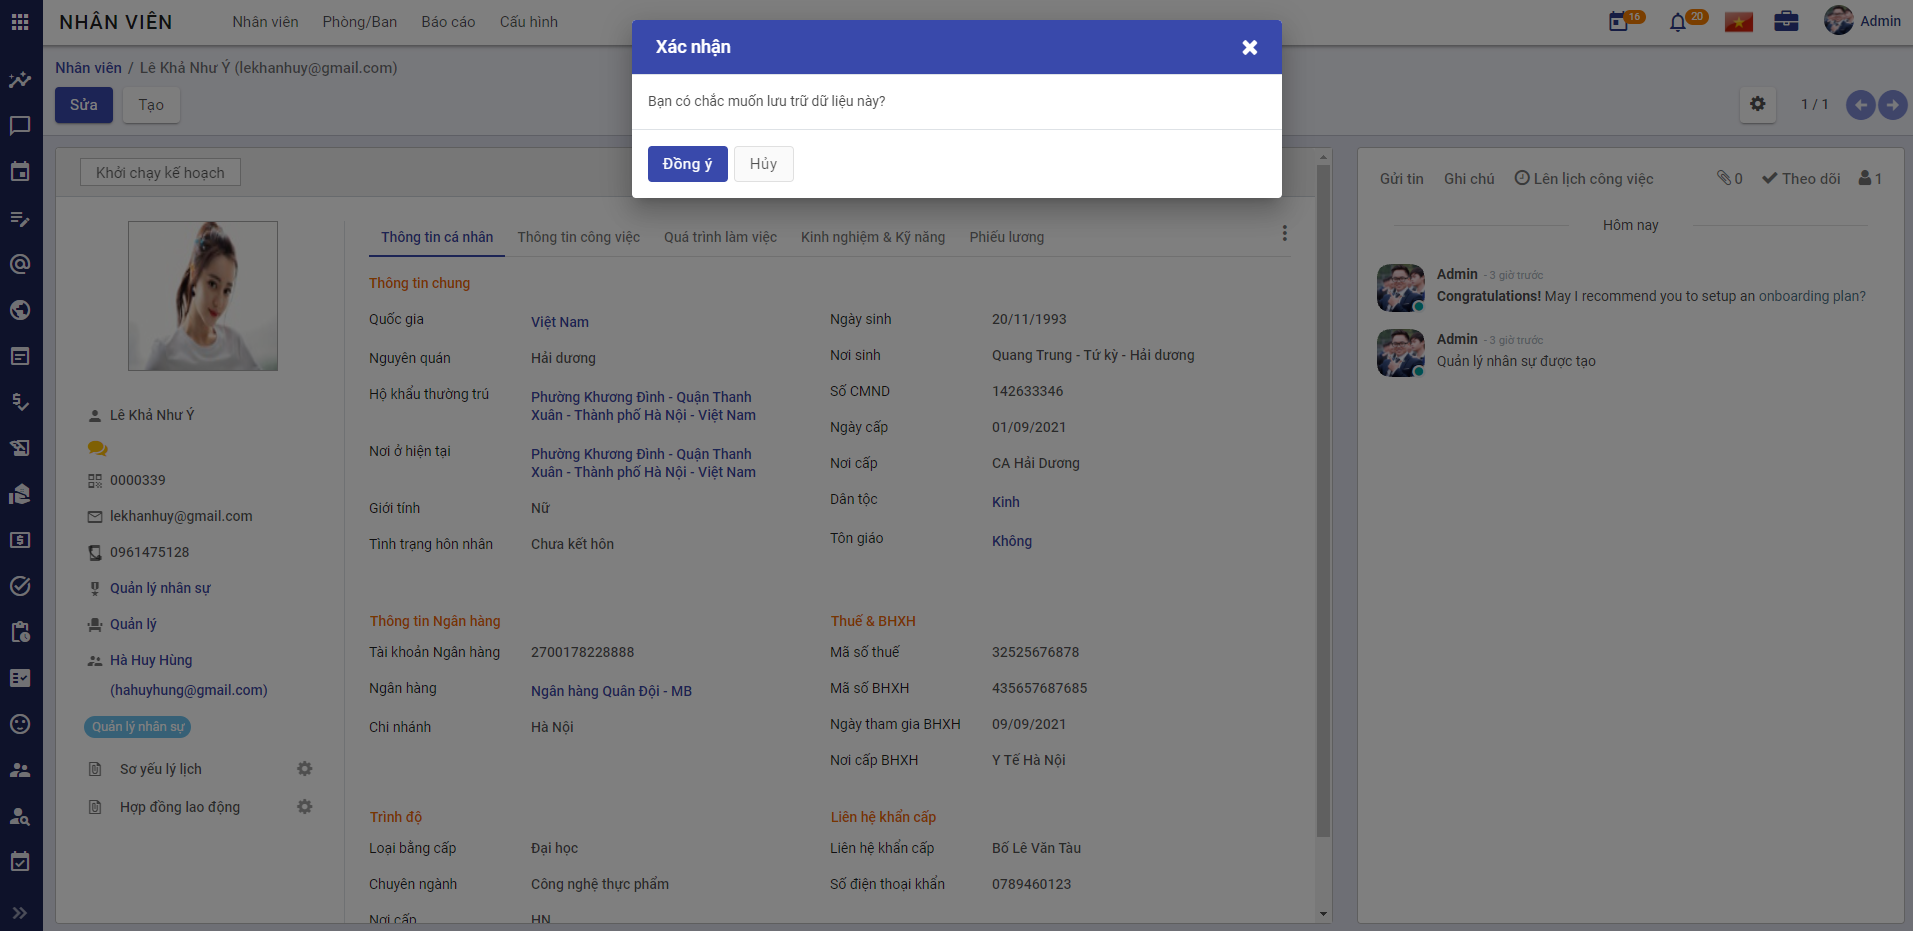 NHÂN VIÊN
Nhân viên Phòng/Ban Báo cáo Cấu hình
16 20 Admin
Nhân viên / Lê Khả Như Ý (lekhanhuy@gmail.com)
Sửa Tạo
1 / 1
Xác nhận
Bạn có chắc muốn lưu trữ dữ liệu này?
Đồng ý Hủy
Khởi chạy kế hoạch
Lê Khả Như Ý
0000339
lekhanhuy@gmail.com
0961475128
Quản lý nhân sự
Quản lý
Hà Huy Hùng
(hahuyhung@gmail.com)
Quản lý nhân sự
Sơ yếu lý lịch
Hợp đồng lao động
Thông tin cá nhân Thông tin công việc Quá trình làm việc Kinh nghiệm & Kỹ năng Phiếu lương
Thông tin chung
Quốc gia Việt Nam
Nguyên quán Hải dương
Hộ khẩu thường trú Phường Khương Đình - Quận Thanh
Xuân - Thành phố Hà Nội - Việt Nam
Nơi ở hiện tại Phường Khương Đình - Quận Thanh
Xuân - Thành phố Hà Nội - Việt Nam
Giới tính Nữ
Tình trạng hôn nhân Chưa kết hôn
Ngày sinh 20/11/1993
Nơi sinh Quang Trung - Tứ kỳ - Hải dương
Số CMND 142633346
Ngày cấp 01/09/2021
Nơi cấp CA Hải Dương
Dân tộc Kinh
Tôn giáo Không
Thông tin Ngân hàng
Tài khoản Ngân hàng 2700178228888
Ngân hàng Ngân hàng Quân Đội - MB
Chi nhánh Hà Nội
Thuế & BHXH
Mã số thuế 32525676878
Mã số BHXH 435657687685
Ngày tham gia BHXH 09/09/2021
Nơi cấp BHXH Y Tế Hà Nội
Trình độ
Loại bằng cấp Đại học
Chuyên ngành Công nghệ thực phẩm
Nơi cấp HN
Liên hệ khẩn cấp
Liên hệ khẩn cấp Bố Lê Văn Tàu
Số điện thoại khẩn 0789460123
Gửi tin Ghi chú Lên lịch công việc 0 Theo dõi 1
Hôm nay
Admin - 3 giờ trước
Congratulations! May I recommend you to setup an onboarding plan?
Admin - 3 giờ trước
Quản lý nhân sự được tạo